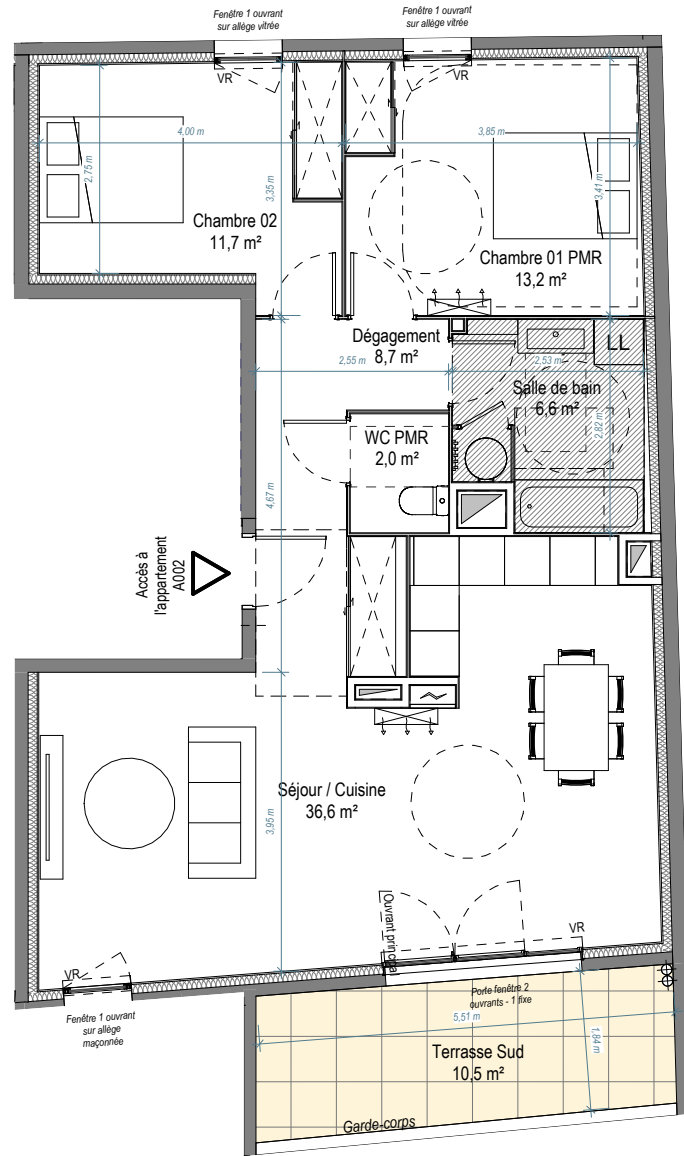 Fenêtre 1 ouvrant
sur allège vitrée
Fenêtre 1 ouvrant
sur allège vitrée
VR
VR
4,00 m
3,85 m
2,75 m
3,35 m
3,41 m
Chambre 02
11,7 m²
Chambre 01 PMR
13,2 m²
Dégagement
8,7 m²
LL
2,55 m
2,53 m
Salle de bain
6,6 m²
2,82 m
WC PMR
2,0 m²
4,67 m
Accès à
l'appartement
A002
Séjour / Cuisine
36,6 m²
3,95 m
Ouvrant principal
VR
VR
Fenêtre 1 ouvrant
sur allège
maçonnée
Porte fenêtre 2
ouvrants - 1 fixe
5,51 m
1,84 m
Terrasse Sud
10,5 m²
Garde-corps